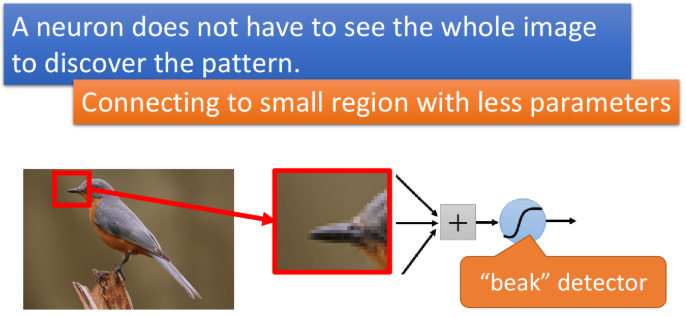 A neuron does not have to see the whole image
to discover the pattern.
Connecting to small region with less parameters
+
“beak” detector